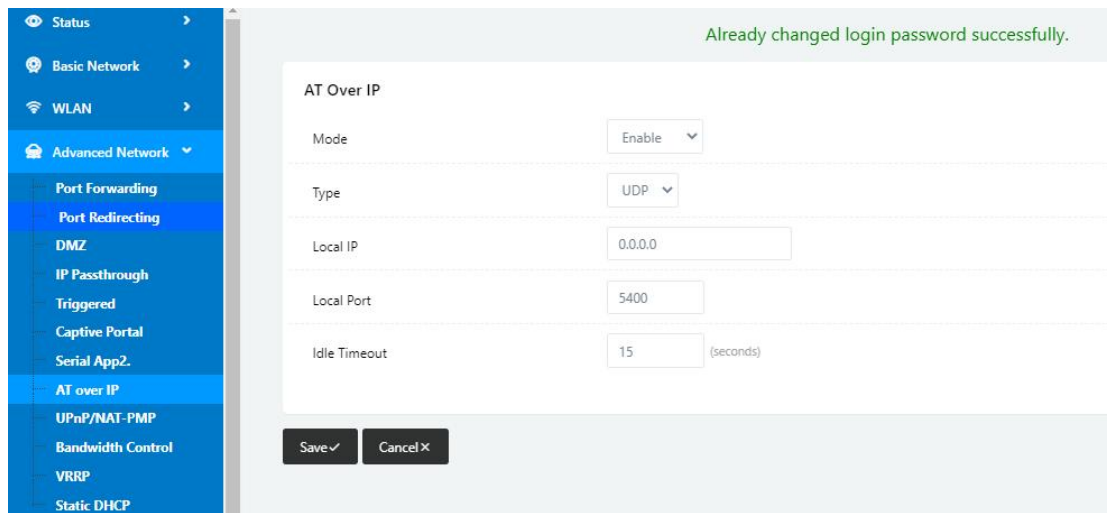 Status
Basic Network
WLAN
Advanced Network
Port Forwarding
Port Redirecting
DMZ
IP Passthrough
Triggered
Captive Portal
Serial App2.
AT over IP
UPnP/NAT-PMP
Bandwidth Control
VRRP
Static DHCP
Already changed login password successfully.
AT Over IP
Mode Enable
Type UDP
Local IP 0.0.0.0
Local Port 5400
Idle Timeout 15 (seconds)
Save Cancel